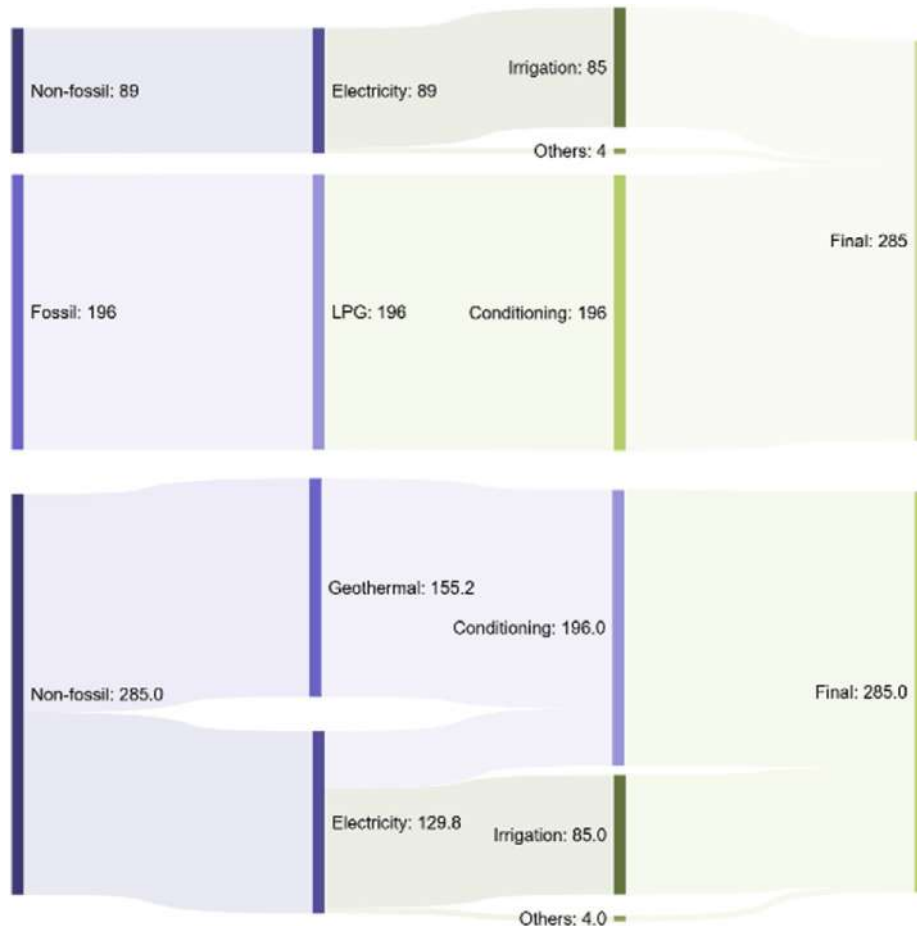 Irrigation: 85
Non-fossil: 89
Electricity: 89
Others: 4
Final: 285
Fossil: 196
LPG: 196
Conditioning: 196
Geothermal: 155.2
Conditioning: 196.0
Non-fossil: 285.0
Final: 285.0
Electricity: 129.8
Irrigation: 85.0
Others: 4.0